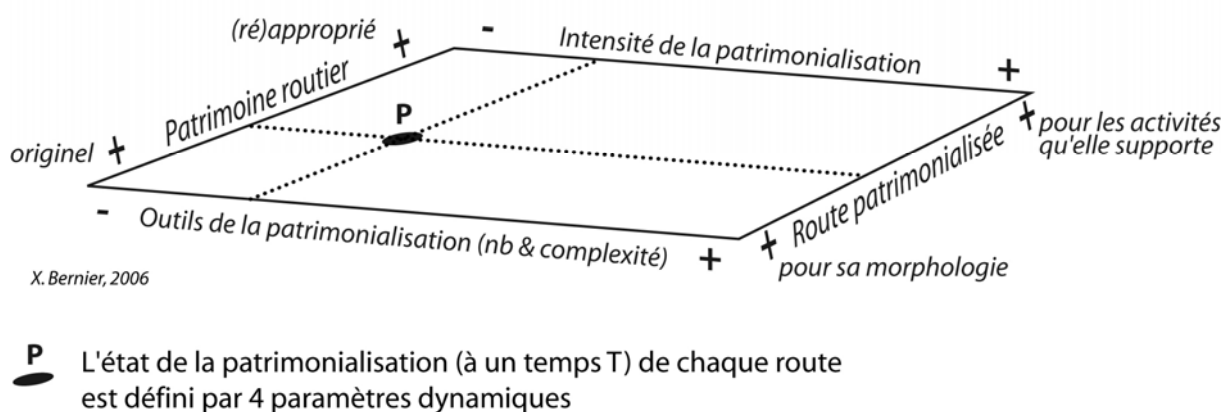 (ré)approprié +
- Intensité de la patrimonialisation +
Patrimoine routier
P
originel +
+ pour les activités
qu'elle supporte
Route patrimonialisée
- Outils de la patrimonialisation (nb & complexité) +
+ pour sa morphologie
X. Bernier, 2006
P L'état de la patrimonialisation (à un temps T) de chaque route
est défini par 4 paramètres dynamiques